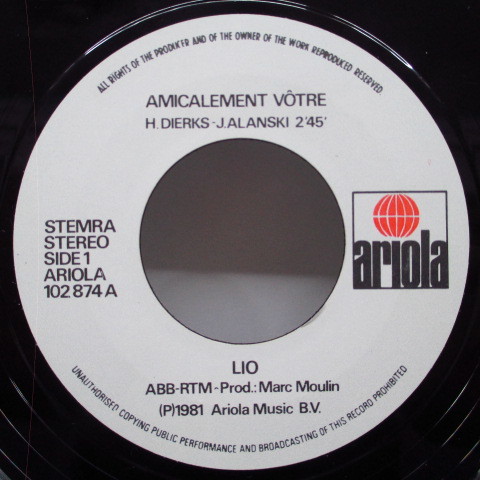 ALL RIGHTS OF THE PRODUCER AND OF THE OWNER OF THE WORK REPRODUCED RESERVED
AMICALEMENT VÔTRE
H.DIERKS-J.ALANSKI 2'45'
STEMRA
STEREO
SIDE 1
ARIOLA
102.874 A
ariola
LIO
ABB-RTM-Prod.: Marc Moulin
(P)1981 Ariola Music B.V.
UNAUTHORISED COPYING PUBLIC PERFORMANCE AND BROADCASTING OF THIS RECORD PROHIBITED